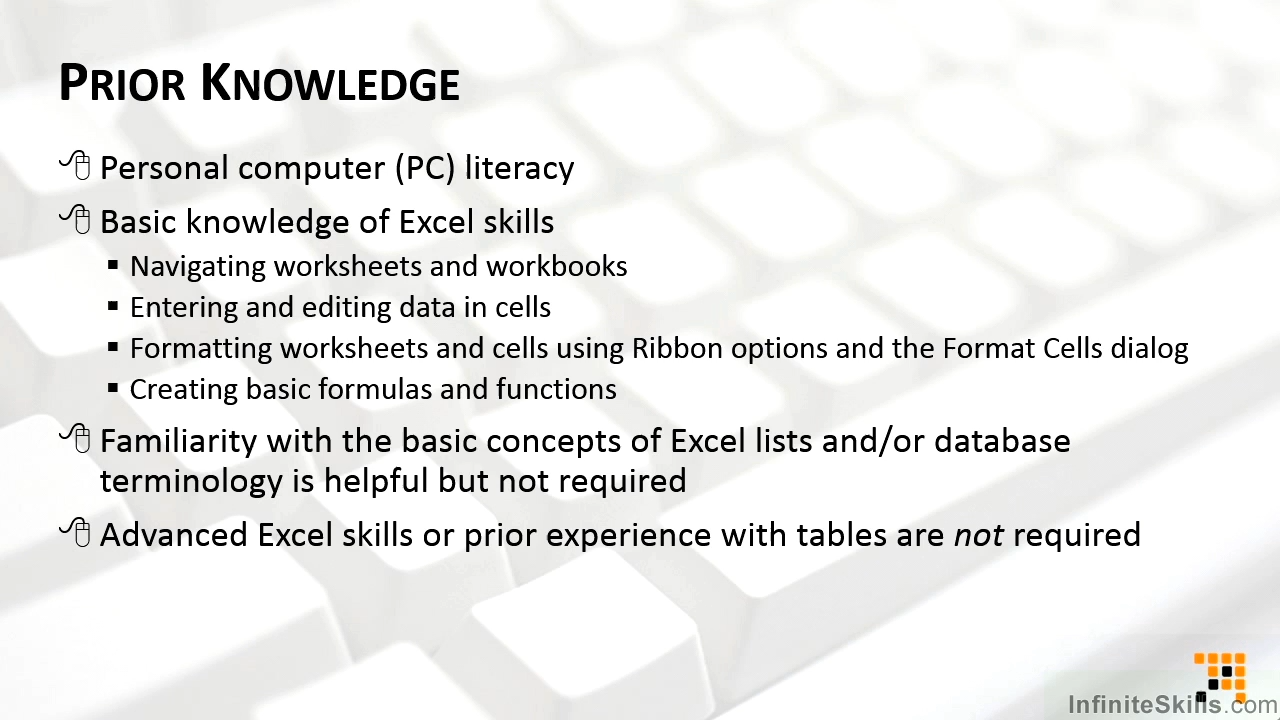 PRIOR KNOWLEDGE
Personal computer (PC) literacy
Basic knowledge of Excel skills
Navigating worksheets and workbooks
Entering and editing data in cells
Formatting worksheets and cells using Ribbon options and the Format Cells dialog
Creating basic formulas and functions
Familiarity with the basic concepts of Excel lists and/or database
terminology is helpful but not required
Advanced Excel skills or prior experience with tables are not required
InfiniteSkills.com